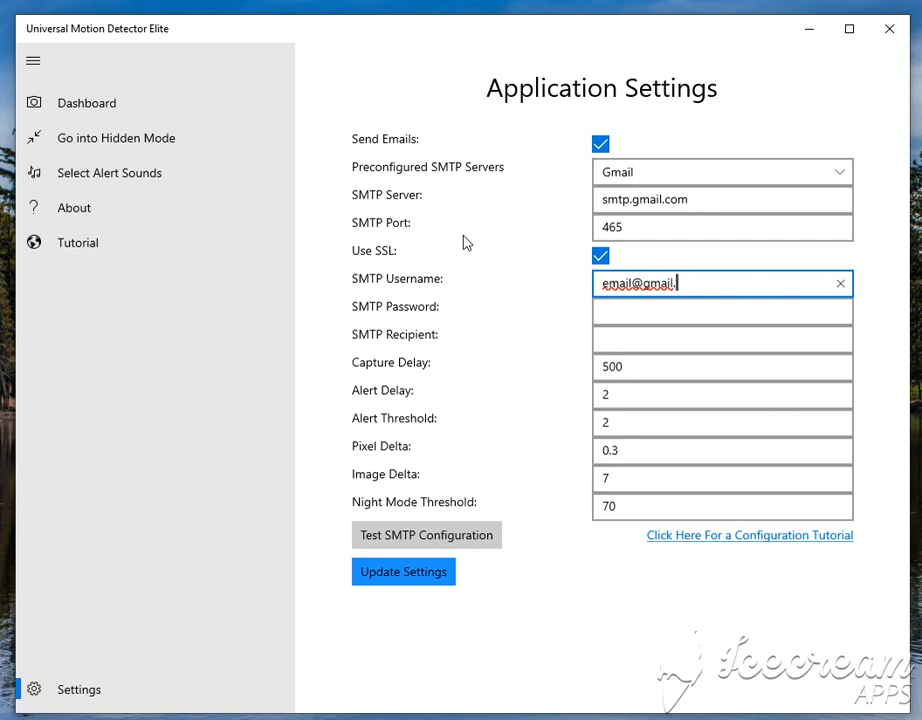 Universal Motion Detector Elite
Dashboard
Go into Hidden Mode
Select Alert Sounds
About
Tutorial
Settings
Application Settings
Send Emails:
Preconfigured SMTP Servers Gmail
SMTP Server: smtp.gmail.com
SMTP Port: 465
Use SSL:
SMTP Username: email@gmail.
SMTP Password:
SMTP Recipient:
Capture Delay: 500
Alert Delay: 2
Alert Threshold: 2
Pixel Delta: 0.3
Image Delta: 7
Night Mode Threshold: 70
Test SMTP Configuration Click Here For a Configuration Tutorial
Update Settings
Icecream
APPS